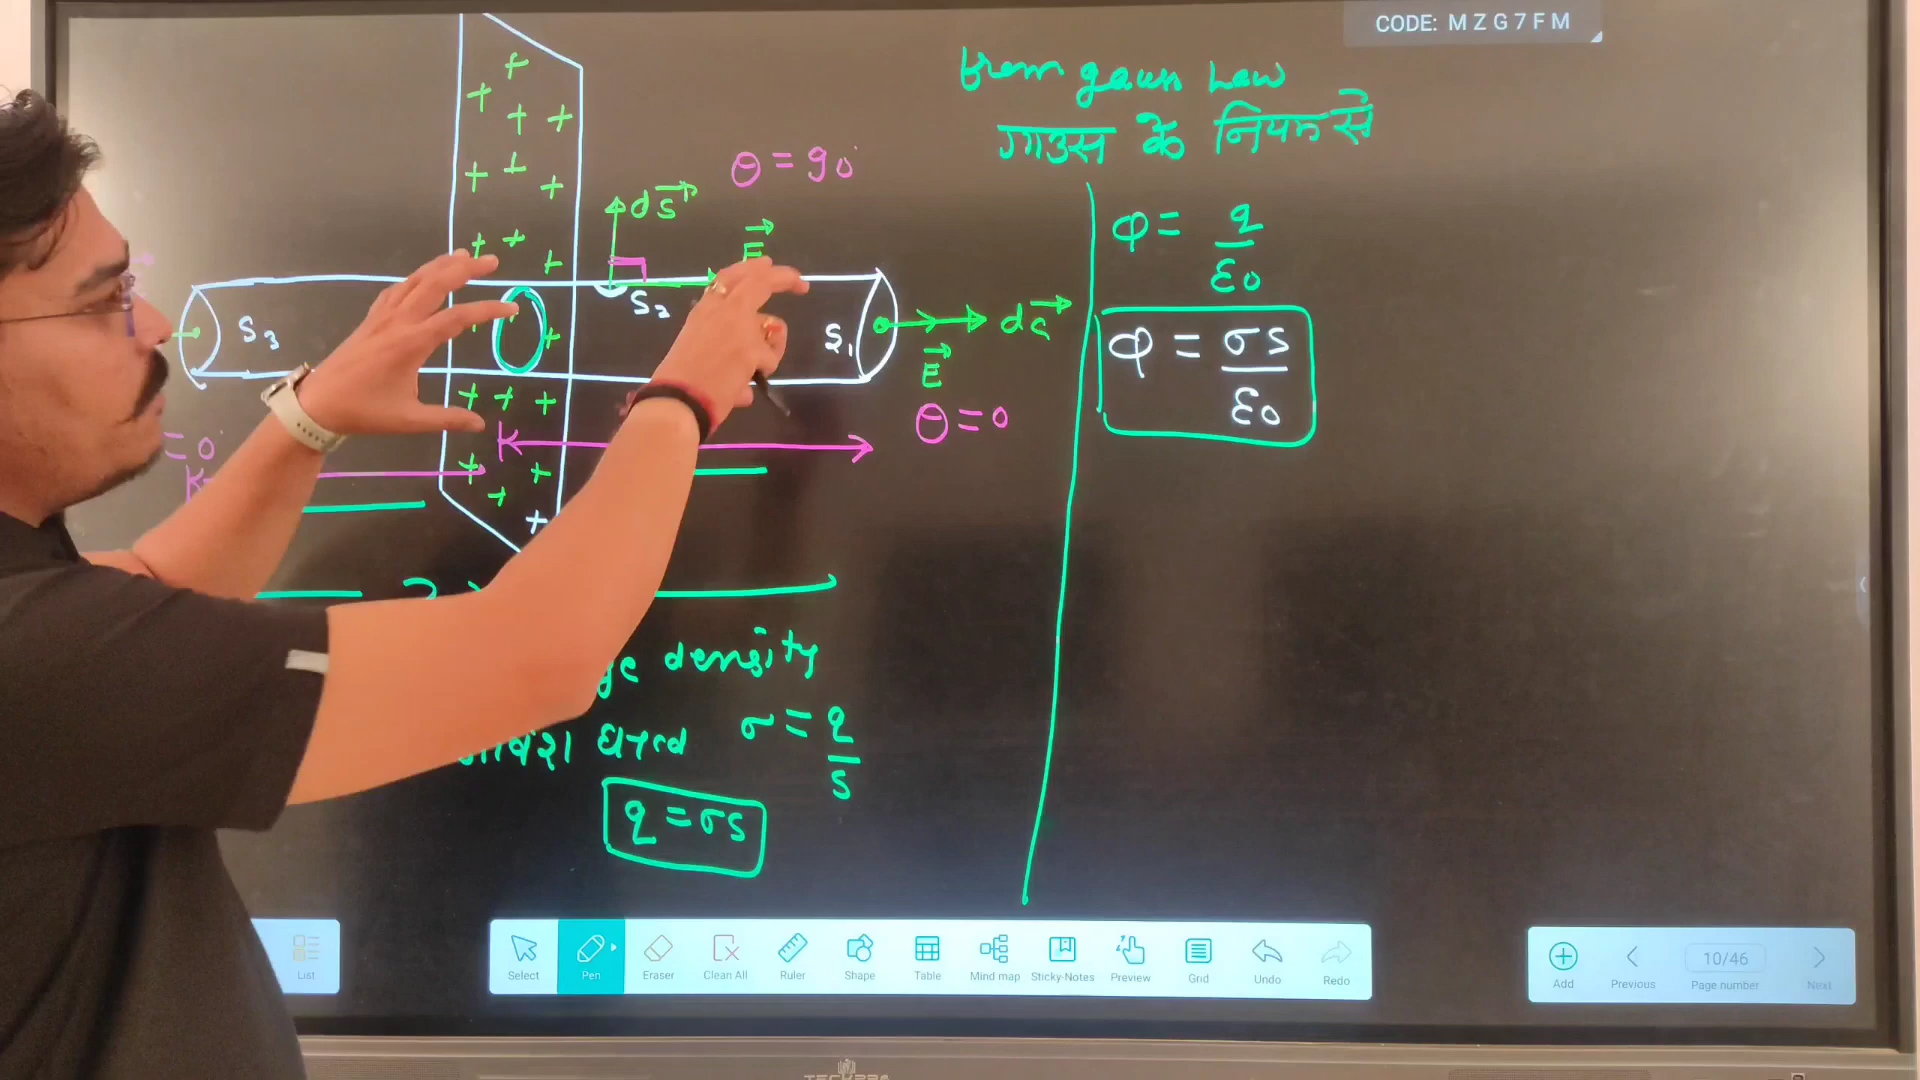 CODE: MZG7FM
from gauss Law
गाउस के नियम से
θ = 90°
dS
E
S3
S2
S1
dS
E
θ = 0
= 0°
φ = q/ε0
φ = σs/ε0
density
घनत्व
σ = q/s
q = σs
List
Select
Pen
Eraser
Clean All
Ruler
Shape
Table
Mind map
Sticky-Notes
Preview
Grid
Undo
Redo
Add
Previous
10/46
Page number
Next